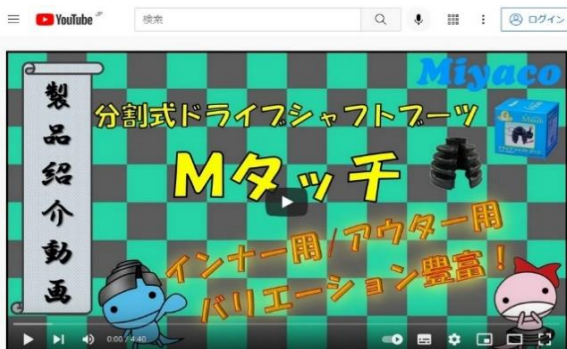 YouTube JP
検索
ログイン
Miyaco
製品紹介動画
分割式ドライブシャフトブーツ
Mタッチ
インナー用/アウター用
バリエーション豊富!
0:00 / 4:40